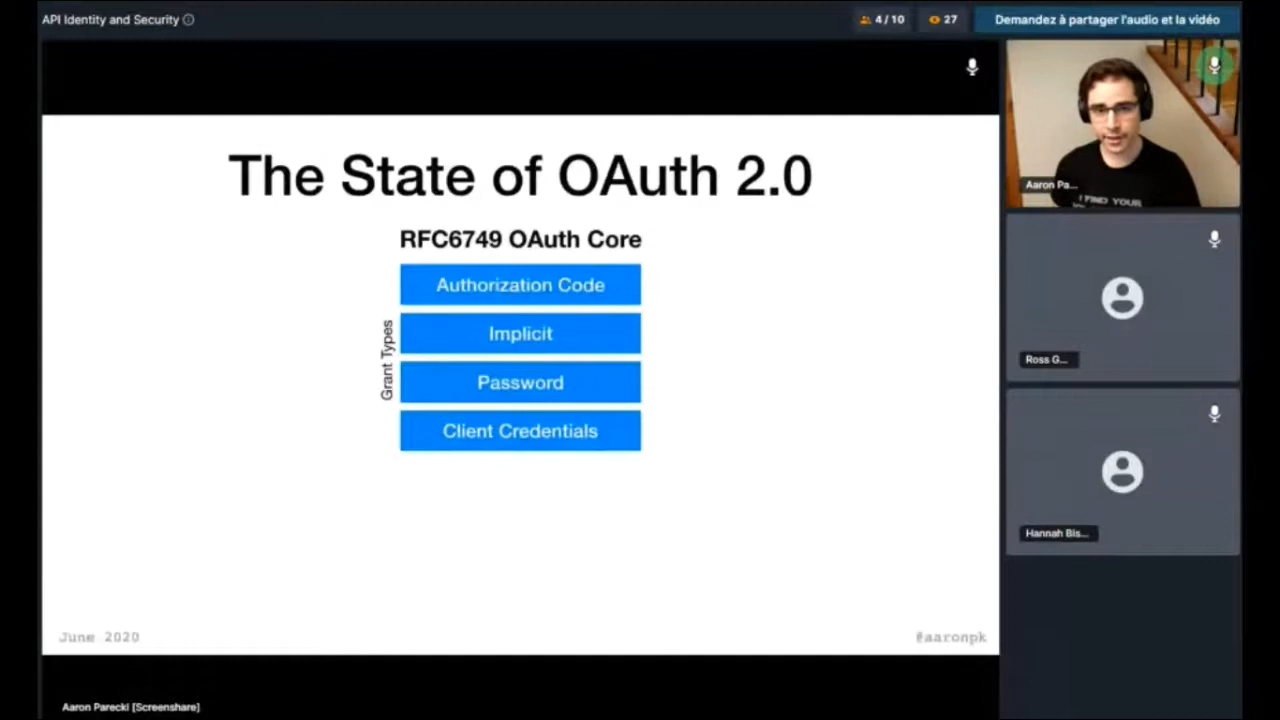 API Identity and Security
4 / 10
27
Demandez à partager l'audio et la vidéo
The State of OAuth 2.0
RFC6749 OAuth Core
Grant Types
Authorization Code
Implicit
Password
Client Credentials
June 2020
@aaronpk
Aaron Parecki [Screenshare]
Aaron Pa...
I FIND YOUR
Ross G...
Hannah Bis...